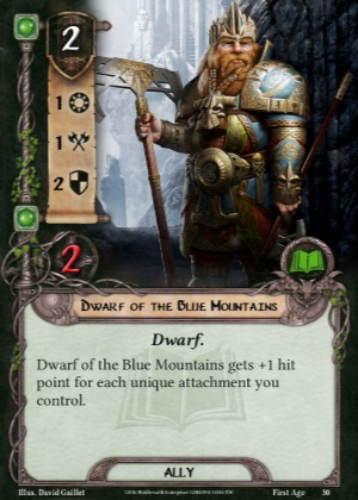 2
1
1
2
2
Dwarf of the Blue Mountains
Dwarf.
Dwarf of the Blue Mountains gets +1 hit
point for each unique attachment you
control.
ALLY
Illus. David Gaillet
First Age
30